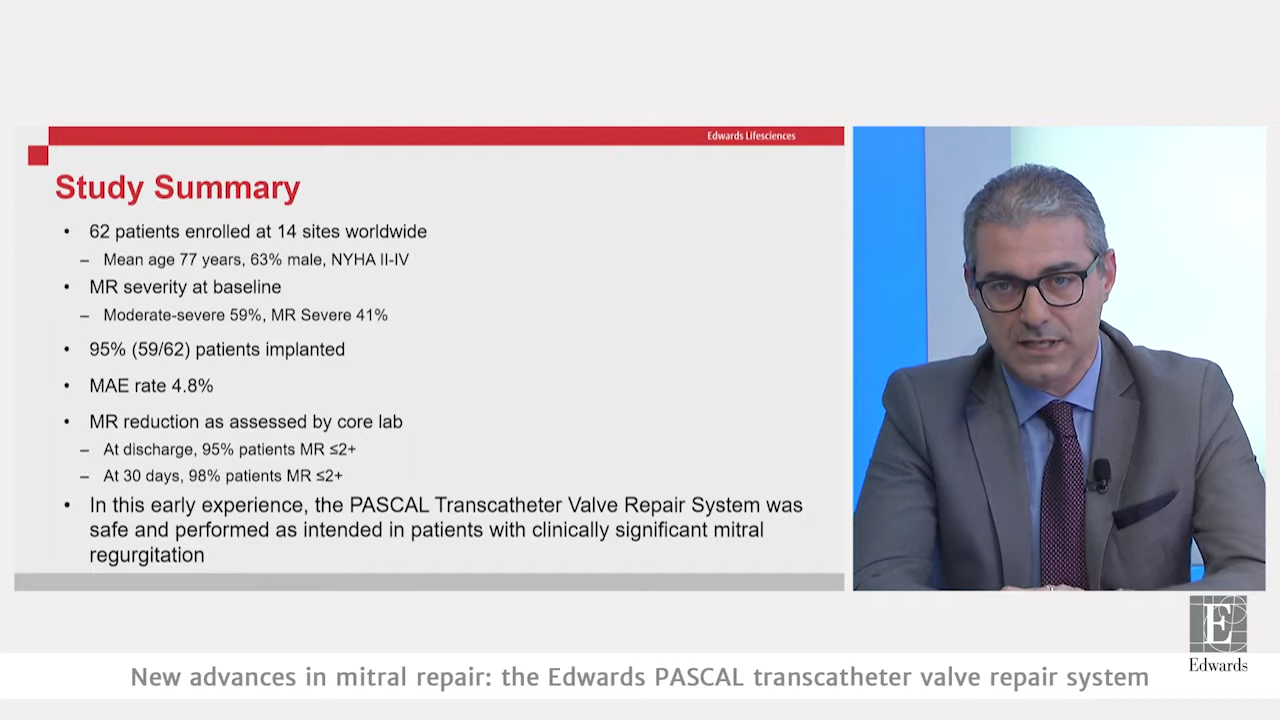 Edwards Lifesciences
Study Summary
• 62 patients enrolled at 14 sites worldwide
– Mean age 77 years, 63% male, NYHA II-IV
• MR severity at baseline
– Moderate-severe 59%, MR Severe 41%
• 95% (59/62) patients implanted
• MAE rate 4.8%
• MR reduction as assessed by core lab
– At discharge, 95% patients MR ≤2+
– At 30 days, 98% patients MR ≤2+
• In this early experience, the PASCAL Transcatheter Valve Repair System was
safe and performed as intended in patients with clinically significant mitral
regurgitation
E
Edwards
New advances in mitral repair: the Edwards PASCAL transcatheter valve repair system